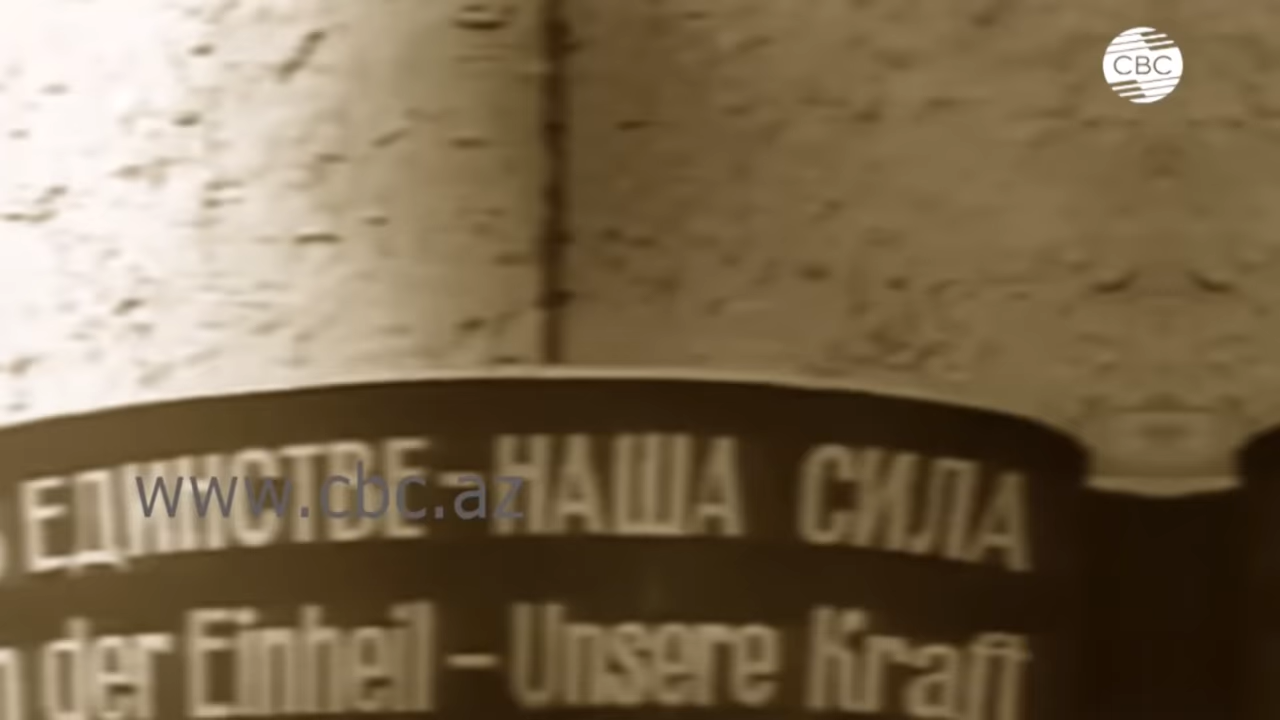 CBC
ЕДИНСТВЕ - НАША СИЛА
www.cbc.az
der Einheit – Unsere Kraft